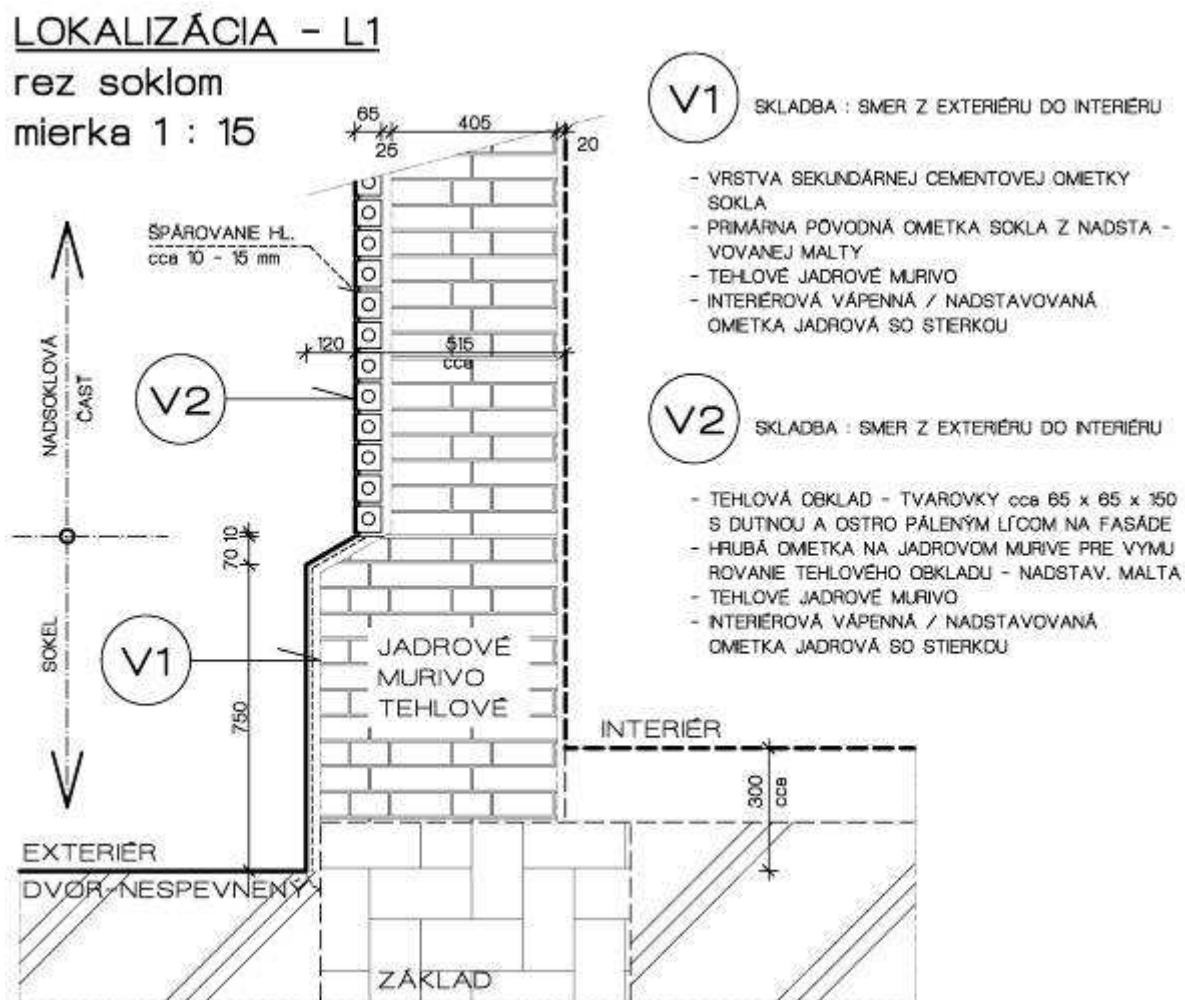 LOKALIZÁCIA - L1
rez soklom
mierka 1 : 15
65
405
25
20
ŠPÁROVANIE HL.
cca 10 - 15 mm
NADSOKLOVÁ
ČASŤ
120
515
cca
V2
10
70
SOKEL
V1
750
JADROVÉ
MURIVO
TEHLOVÉ
INTERIÉR
300
cca
EXTERIÉR
DVOR-NESPEVNENÝ
ZÁKLAD
V1 SKLADBA : SMER Z EXTERIÉRU DO INTERIÉRU
- VRSTVA SEKUNDÁRNEJ CEMENTOVEJ OMIETKY
SOKLA
- PRIMÁRNA PÔVODNÁ OMIETKA SOKLA Z NADSTA -
VOVANEJ MALTY
- TEHLOVÉ JADROVÉ MURIVO
- INTERIÉROVÁ VÁPENNÁ / NADSTAVOVANÁ
OMIETKA JADROVÁ SO STIERKOU
V2 SKLADBA : SMER Z EXTERIÉRU DO INTERIÉRU
- TEHLOVÁ OBKLAD - TVAROVKY cca 65 x 65 x 150
S DUTINOU A OSTRO PÁLENÝM LÍCOM NA FASÁDE
- HRUBÁ OMIETKA NA JADROVOM MURIVE PRE VYMU
ROVANIE TEHLOVÉHO OBKLADU - NADSTAV. MALTA
- TEHLOVÉ JADROVÉ MURIVO
- INTERIÉROVÁ VÁPENNÁ / NADSTAVOVANÁ
OMIETKA JADROVÁ SO STIERKOU